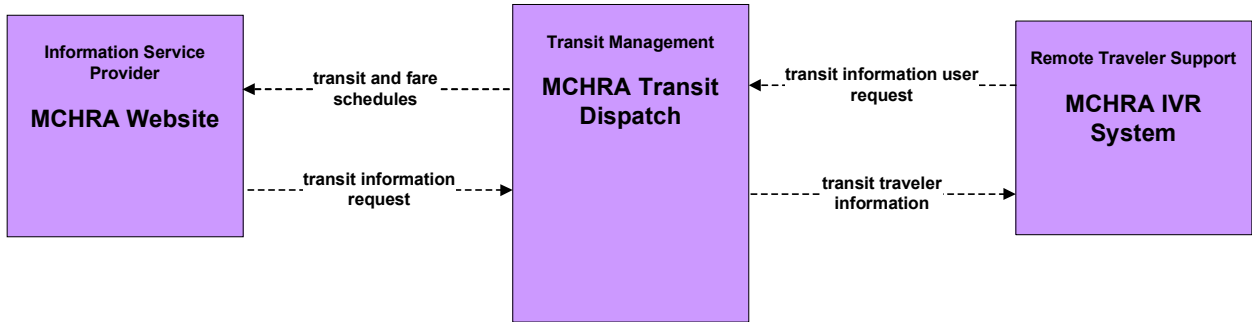 Information Service
Provider
MCHRA Website
transit and fare
schedules
transit information
request
Transit Management
MCHRA Transit
Dispatch
transit information user
request
transit traveler
information
Remote Traveler Support
MCHRA IVR
System